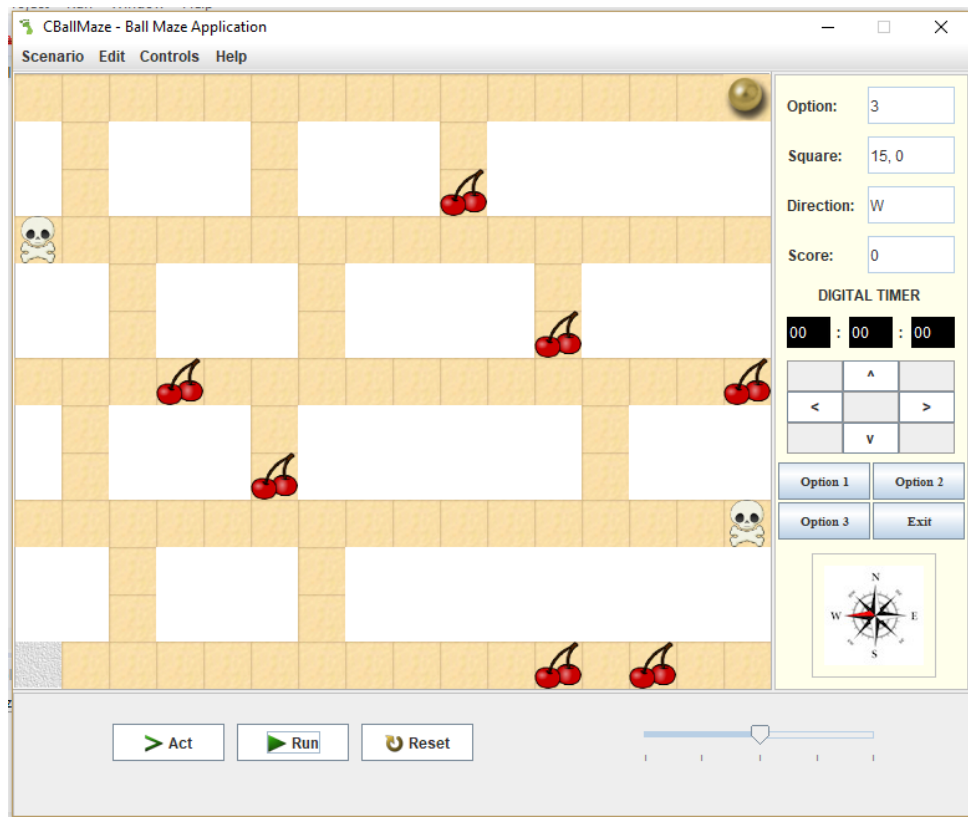 CBallMaze - Ball Maze Application
Scenario Edit Controls Help
Option: 3
Square: 15, 0
Direction: W
Score: 0
DIGITAL TIMER
00 : 00 : 00
^
< >
v
Option 1 Option 2
Option 3 Exit
N
W E
S
> Act Run Reset